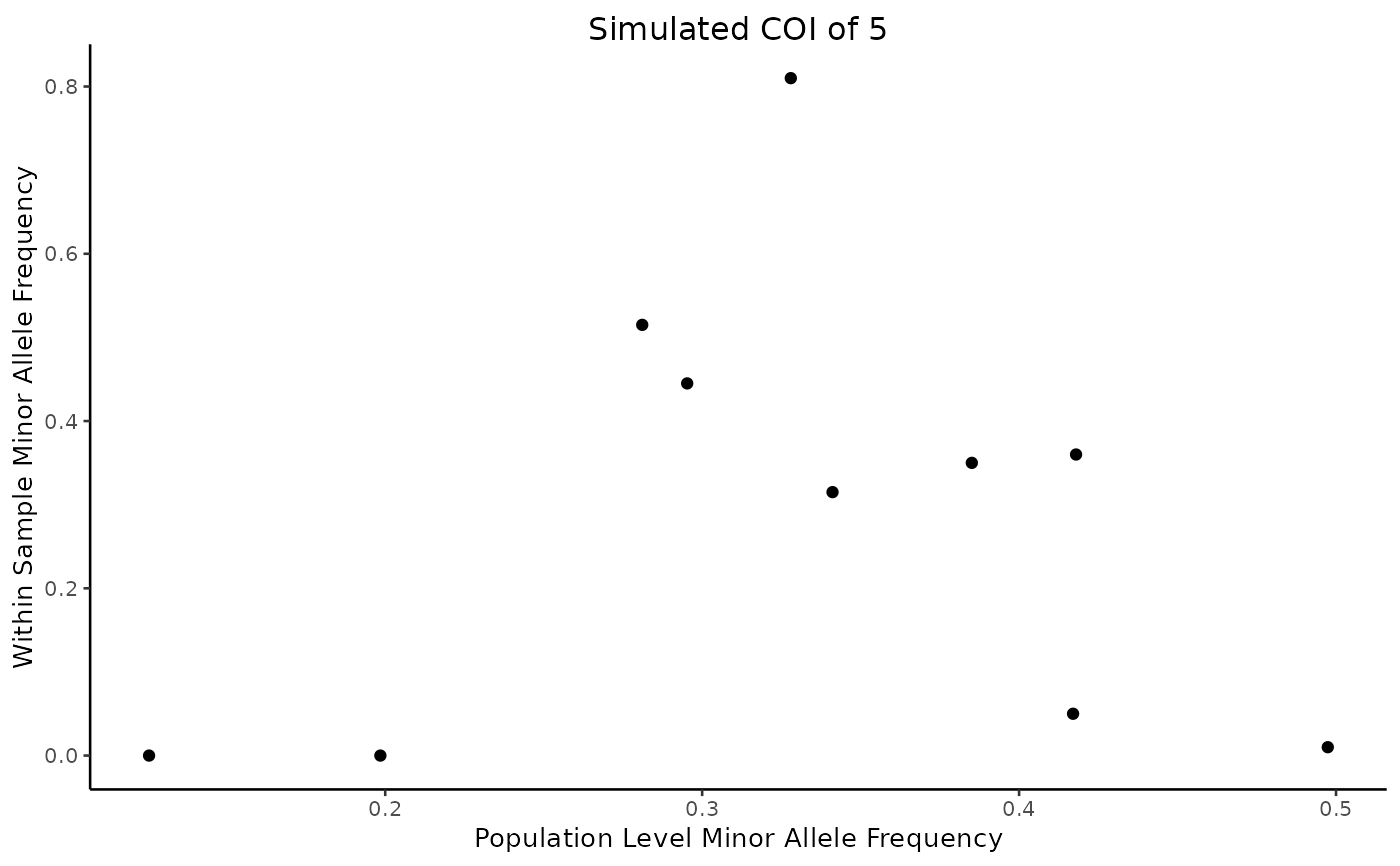 Simulated COI of 5
Within Sample Minor Allele Frequency
0.8
0.6
0.4
0.2
0.0
0.2 0.3 0.4 0.5
Population Level Minor Allele Frequency